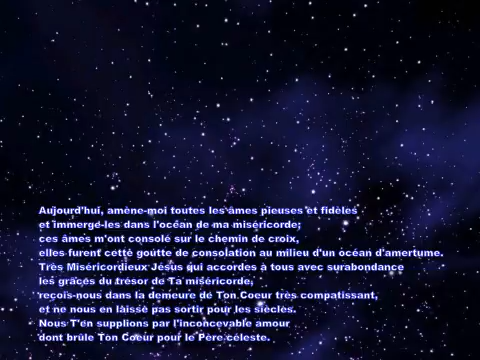 Aujourd'hui, amène-moi toutes les âmes pieuses et fidèles
et immerge-les dans l'océan de ma miséricorde;
ces âmes m'ont consolé sur le chemin de croix,
elles furent cette goutte de consolation au milieu d'un océan d'amertume.
Très Miséricordieux Jésus qui accordes à tous avec surabondance
les grâces du trésor de Ta miséricorde,
reçois-nous dans la demeure de Ton Coeur très compatissant,
et ne nous en laisse pas sortir pour les siècles.
Nous T'en supplions par l'inconcevable amour
dont brûle Ton Coeur pour le Père céleste.